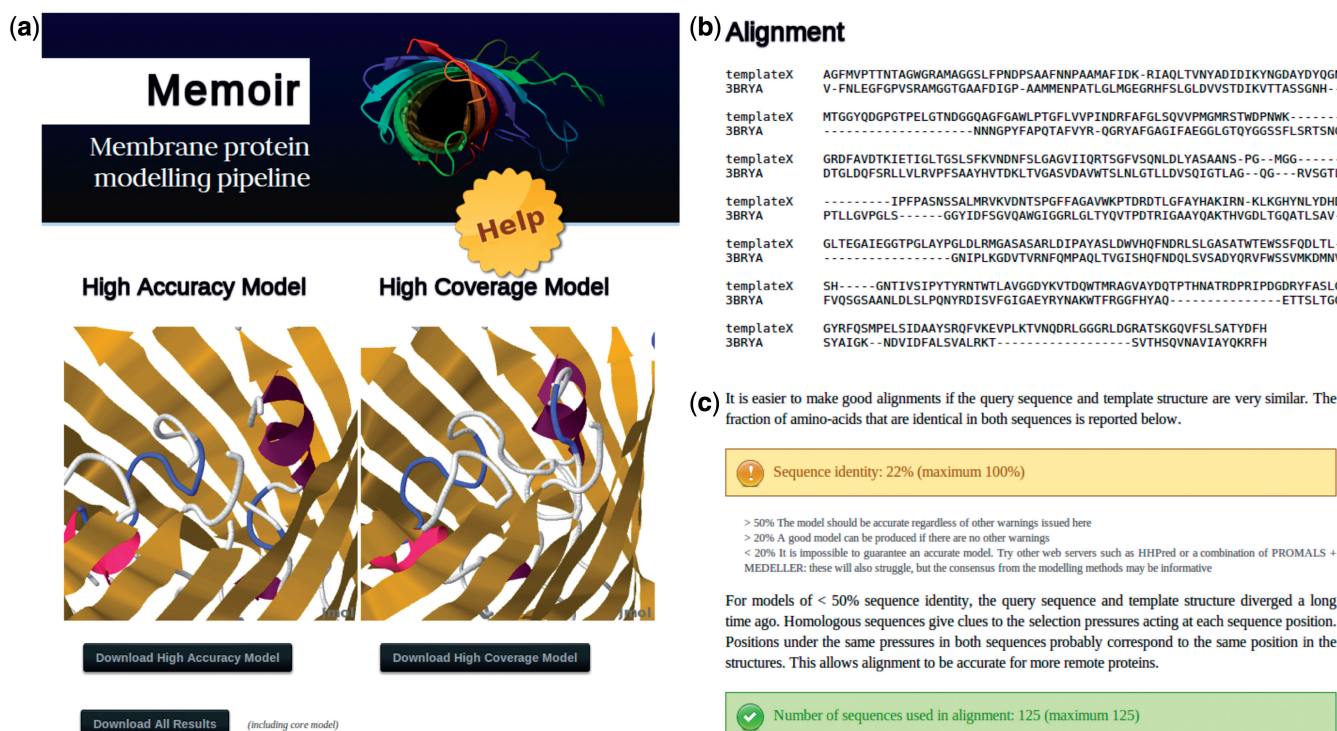 (a)
Memoir
Membrane protein
modelling pipeline
Help
High Accuracy Model
High Coverage Model
Jmol
jmol
Download High Accuracy Model
Download High Coverage Model
Download All Results
(including core model)
(b) Alignment
templateX AGFMVPTTNTAGWGRAMAGGSLFPNDPSAAFNNPAAMAFIDK-RIAQLTVNYADIDIKYNGDAYDYQGN
3BRYA V-FNLEGFGPVSRAMGGTGAAFDIGP-AAMMENPATLGLMGEGRHFSLGLDVVSTDIKVTTASSGNH--
templateX MTGGYQDGPGTPELGTNDGGQAGFGAWLPTGFLVVPINDRFAFGLSQVVPMGMRSTWDPNWK-------
3BRYA --------------------NNNGPYFAPQTAFVYR-QGRYAFGAGIFAEGGLGTQYGGSSFLSRTSNG
templateX GRDFAVDTKIETIGLTGSLSFKVNDNFSLGAGVIIQRTSGFVSQNLDLYASAANS-PG--MGG------
3BRYA DTGLDQFSRLLVLRVPFSAAYHVTDKLTVGASVDAVWTSLNLGTLLDVSQIGTLAG--QG---RVSGTL
templateX ---------IPFPASNSSALMRVKVDNTSPGFFAGAVWKPTDRDTLGFAYHAKIRN-KLKGHYNLYDHD
3BRYA PTLLGVPGLS------GGYIDFSGVQAWGIGGRLGLTYQVTPDTRIGAAYQAKTHVGDLTGQATLSAV-
templateX GLTEGAIEGGTPGLAYPGLDLRMGASASARLDIPAYASLDWVHQFNDRLSLGASATWTEWSSFQDLTL-
3BRYA -----------------GNIPLKGDVTVRNFQMPAQLTVGISHQFNDQLSVSADYQRVFWSSVMKDMNV
templateX SH-----GNTIVSIPYTYRNTWTLAVGGDYKVTDQWTMRAGVAYDQTPTHNATRDPRIPDGDRYFASLG
3BRYA FVQSGSAANLDLSLPQNYRDISVFGIGAEYRYNAKWTFRGGFHYAQ---------------ETTSLTGG
templateX GYRFQSMPELSIDAAYSRQFVKEVPLKTVNQDRLGGGRLDGRATSKGQVFSLSATYDFH
3BRYA SYAIGK--NDVIDFALSVALRKT------------------SVTHSQVNAVIAYQKRFH
(c) It is easier to make good alignments if the query sequence and template structure are very similar. The
fraction of amino-acids that are identical in both sequences is reported below.
Sequence identity: 22% (maximum 100%)
> 50% The model should be accurate regardless of other warnings issued here
> 20% A good model can be produced if there are no other warnings
< 20% It is impossible to guarantee an accurate model. Try other web servers such as HHPred or a combination of PROMALS +
MEDELLER: these will also struggle, but the consensus from the modelling methods may be informative
For models of < 50% sequence identity, the query sequence and template structure diverged a long
time ago. Homologous sequences give clues to the selection pressures acting at each sequence position.
Positions under the same pressures in both sequences probably correspond to the same position in the
structures. This allows alignment to be accurate for more remote proteins.
Number of sequences used in alignment: 125 (maximum 125)